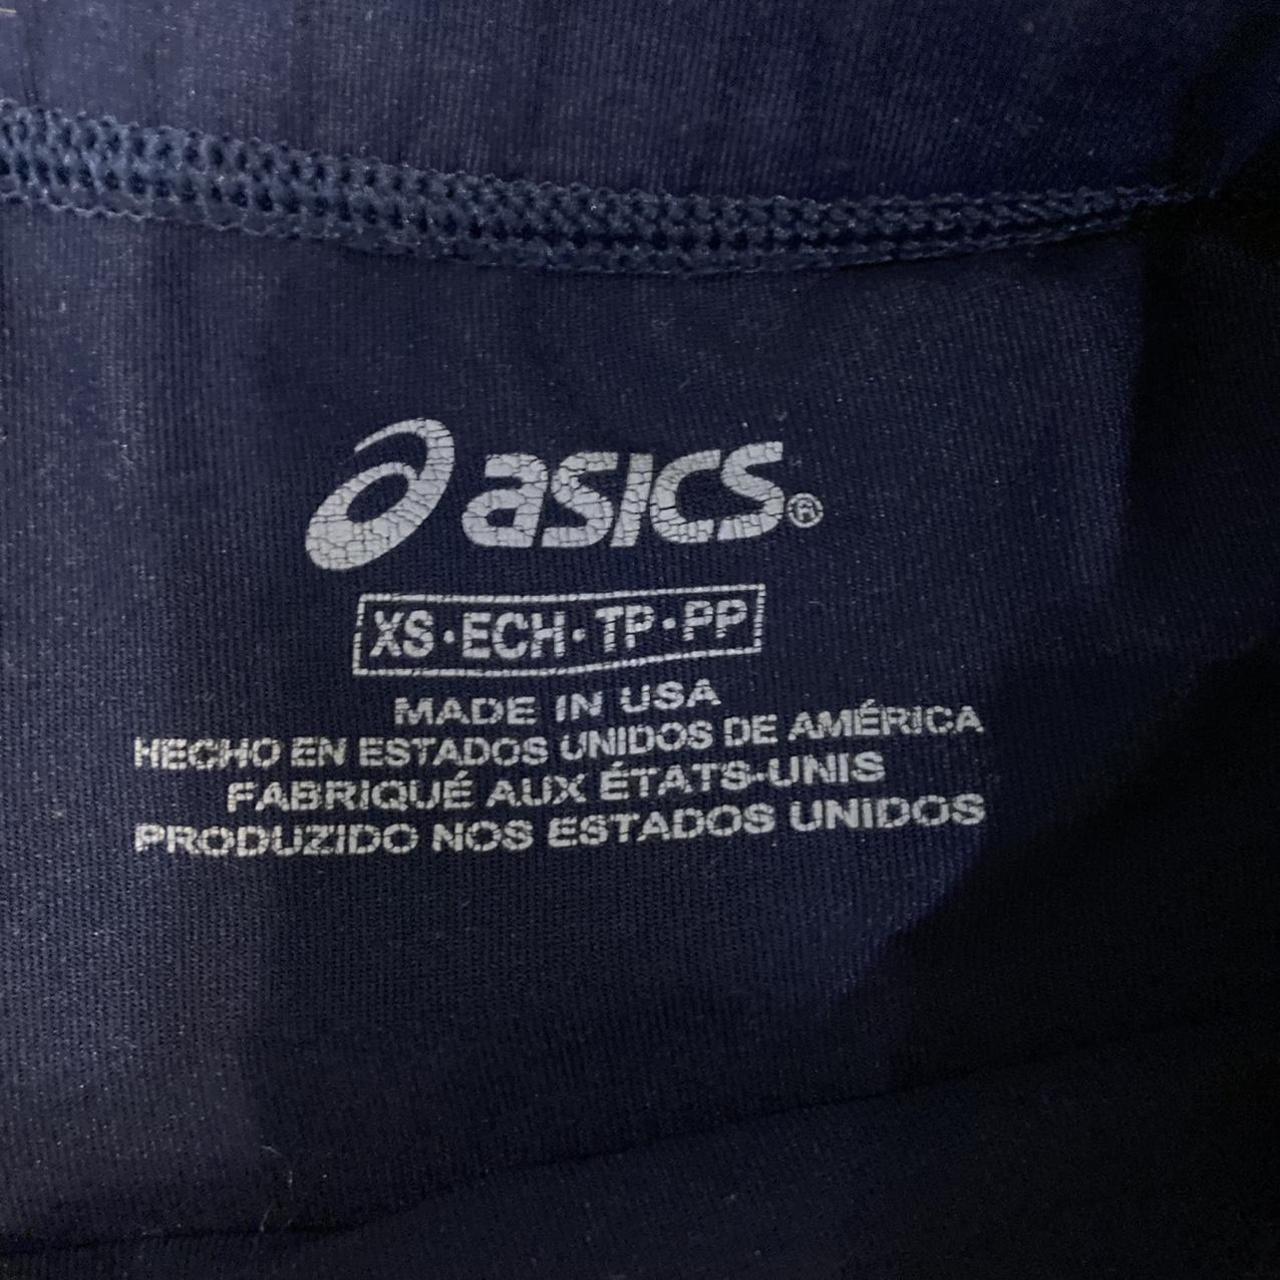 asics®
XS·ECH·TP·PP
MADE IN USA
HECHO EN ESTADOS UNIDOS DE AMÉRICA
FABRIQUÉ AUX ÉTATS-UNIS
PRODUZIDO NOS ESTADOS UNIDOS